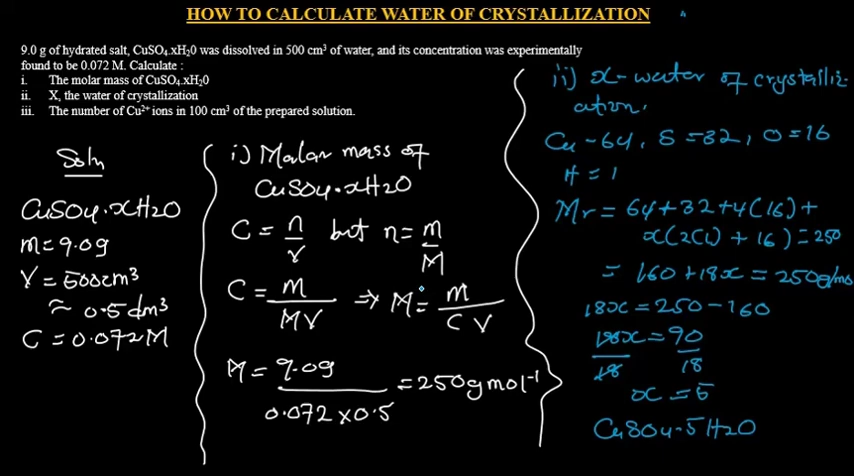 HOW TO CALCULATE WATER OF CRYSTALLIZATION
9.0 g of hydrated salt, CuSO₄.xH₂0 was dissolved in 500 cm³ of water, and its concentration was experimentally
found to be 0.072 M. Calculate :
i. The molar mass of CuSO₄.xH₂0
ii. X, the water of crystallization
iii. The number of Cu²⁺ ions in 100 cm³ of the prepared solution.
Soln
CuSO4·xH2O
m=9.0g
V=500cm³
≈ 0.5dm³
C=0.072M
i) Molar mass of
CuSO4·xH2O
C = n/v but n = m/M
C = m/MV ⇒ M = m/CV
M = 9.0g/0.072×0.5 = 250gmol⁻¹
ii) x-water of crystalliz-
ation.
Cu-64, S=32, O=16
H=1
Mr = 64+32+4(16)+
x(2(1)+16)=250
= 160+18x = 250g/mol
18x = 250-160
18x/18 = 90/18
x = 5
CuSO4·5H2O